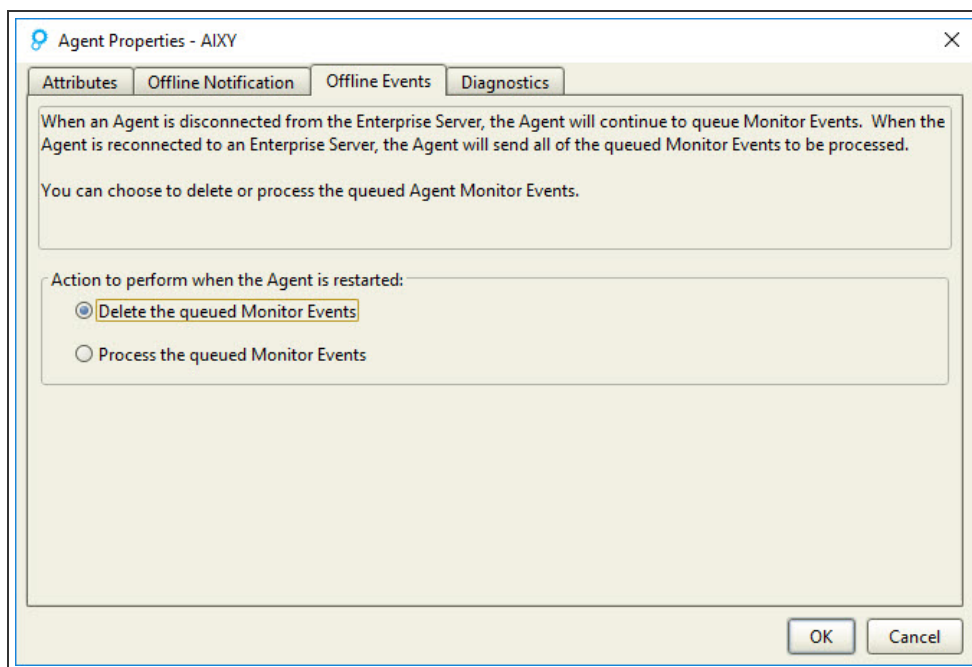 Agent Properties - AIXY
Attributes Offline Notification Offline Events Diagnostics
When an Agent is disconnected from the Enterprise Server, the Agent will continue to queue Monitor Events. When the
Agent is reconnected to an Enterprise Server, the Agent will send all of the queued Monitor Events to be processed.
You can choose to delete or process the queued Agent Monitor Events.
Action to perform when the Agent is restarted:
Delete the queued Monitor Events
Process the queued Monitor Events
OK Cancel